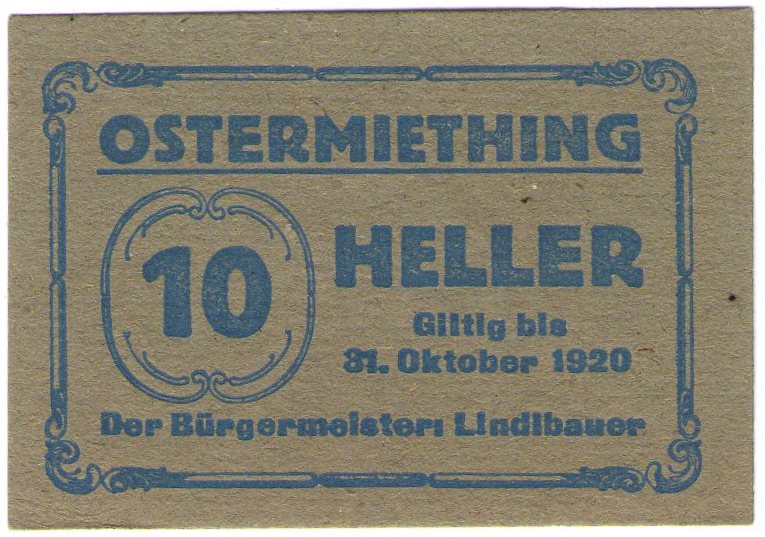 OSTERMIETHING
10
HELLER
Giltig bis
31. Oktober 1920
Der Bürgermeister: Lindlbauer